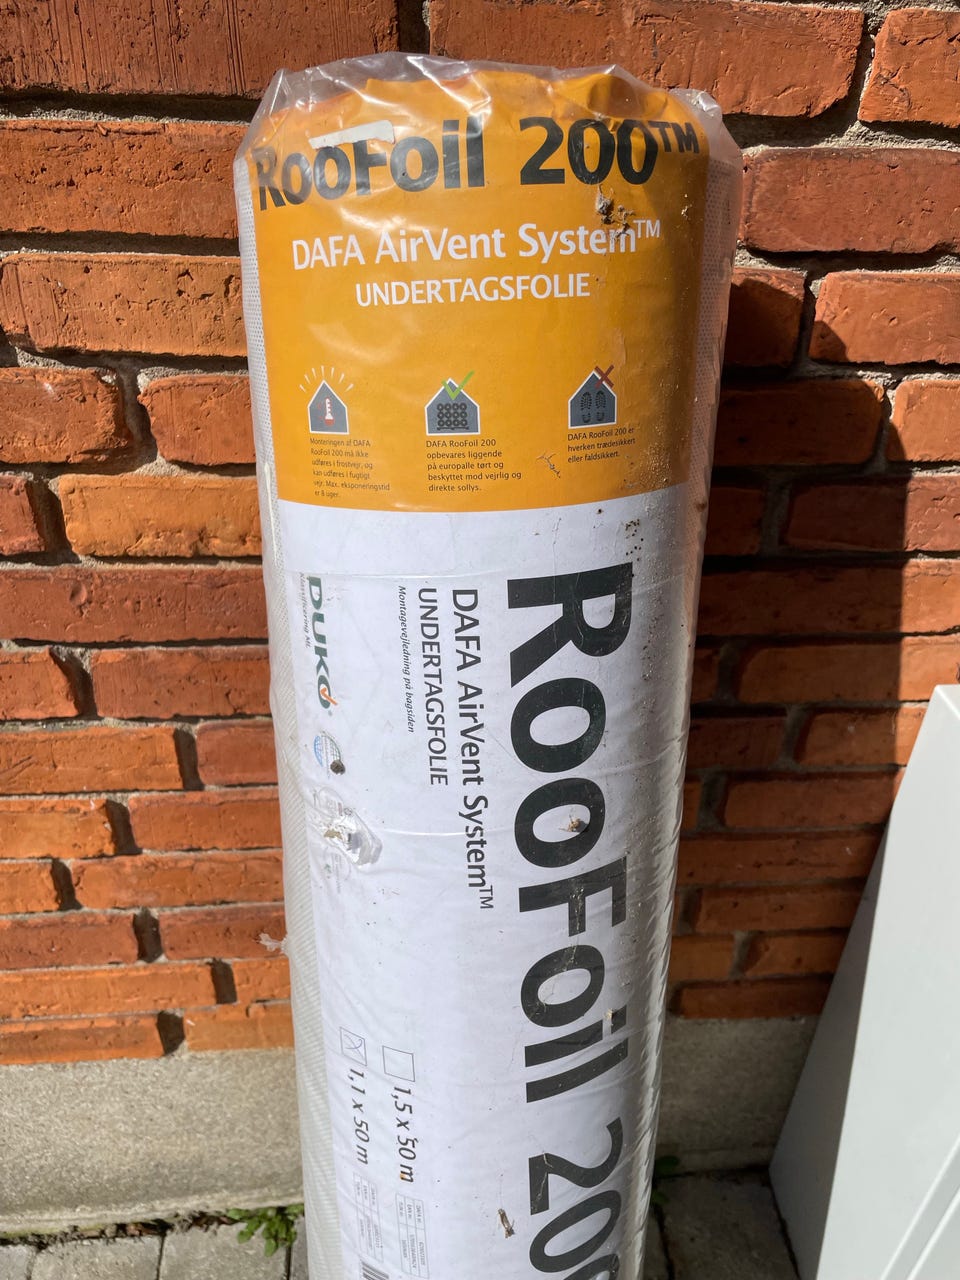 RooFoil 200™
DAFA AirVent System™
UNDERTAGSFOLIE
Monteringen af DAFA
RooFoil 200 må ikke
udføres i frostvejr, og
kan udføres i fugtigt
vejr. Max. eksponeringstid
er 8 uger.
DAFA RooFoil 200
opbevares liggende
på europalle tørt og
beskyttet mod vejrlig og
direkte sollys.
DAFA RooFoil 200 er
hverken trædesikkert
eller faldsikkert.
RooFoil 200
DAFA AirVent System™
UNDERTAGSFOLIE
Montagevejledning på bagsiden
DUKO
Klassificering ML
1,5 x 50 m
1,1 x 50 m